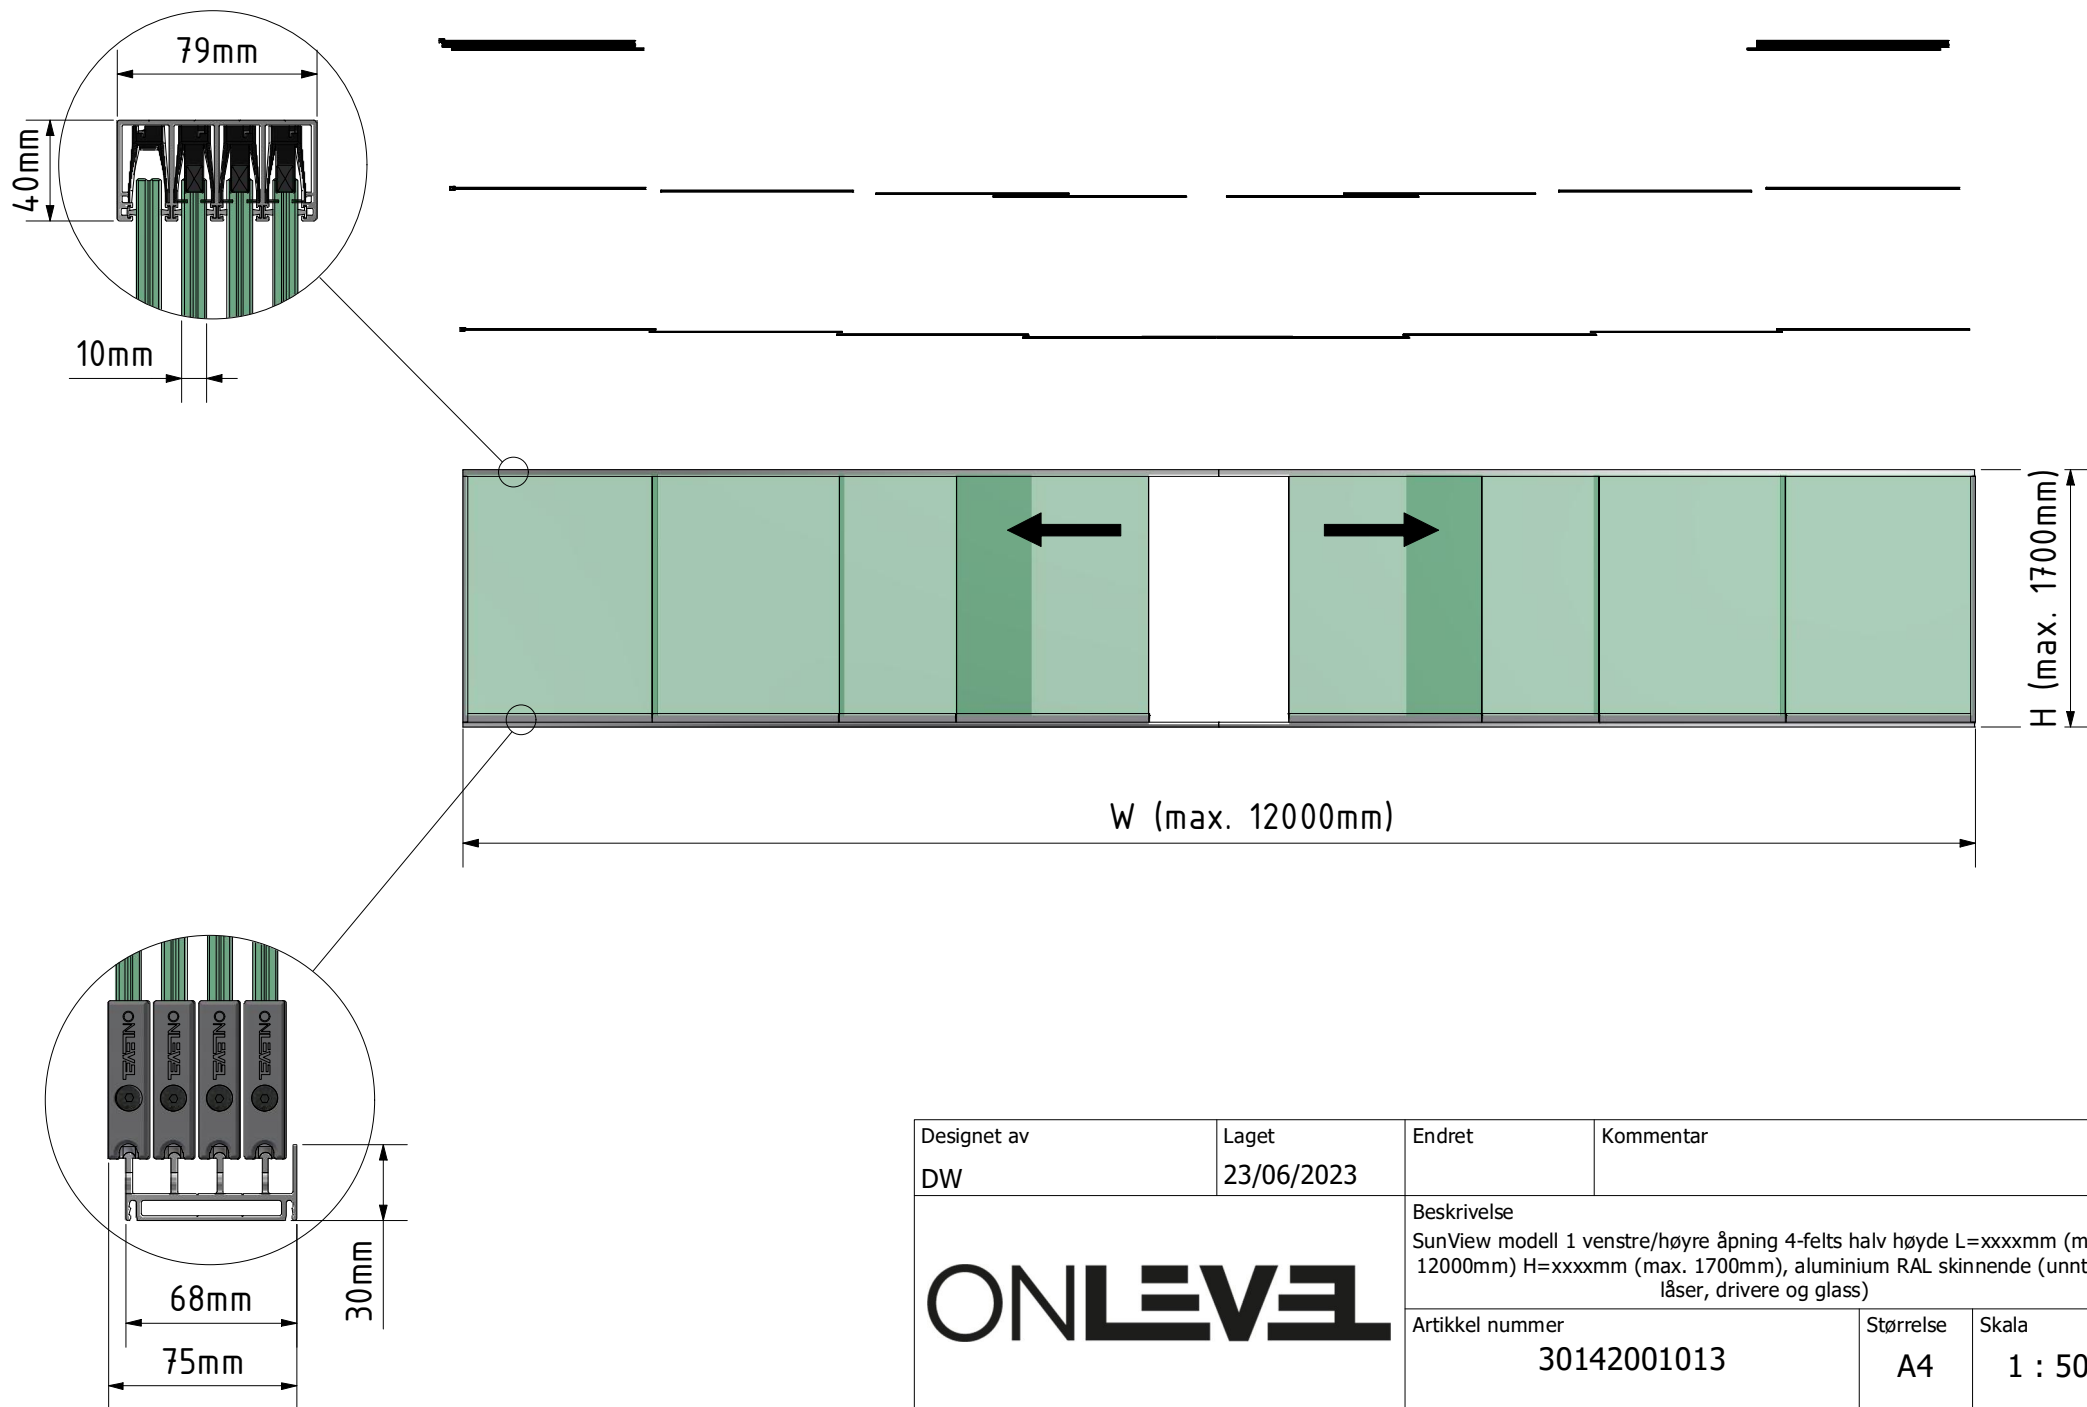 79mm
40mm
10mm
H (max. 1700mm)
W (max. 12000mm)
ONLEVEL
ONLEVEL
ONLEVEL
ONLEVEL
30mm
68mm
75mm
Designet av
DW
Laget
23/06/2023
Endret
Kommentar
ONLEVEL
Beskrivelse
SunView modell 1 venstre/høyre åpning 4-felts halv høyde L=xxxxmm (m
12000mm) H=xxxxmm (max. 1700mm), aluminium RAL skinnende (unnt
låser, drivere og glass)
Artikkel nummer
30142001013
Størrelse
A4
Skala
1 : 50